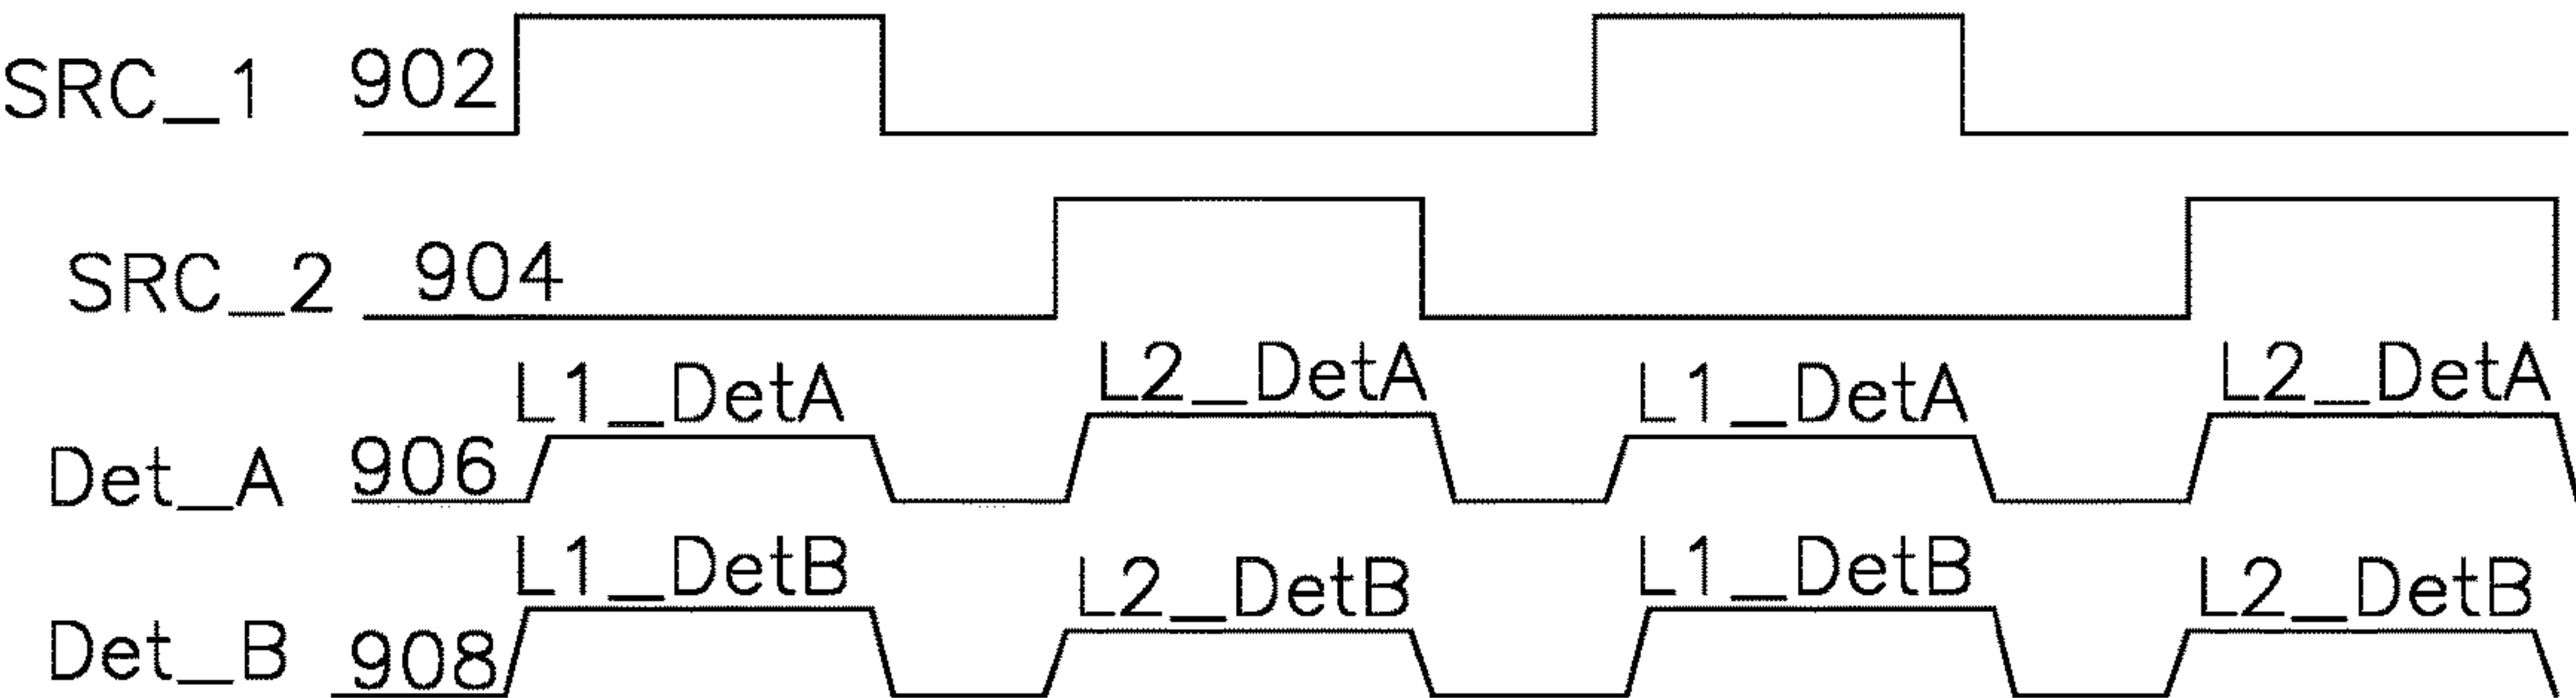 SRC_1 902
SRC_2 904
L1_DetA L2_DetA L1_DetA L2_DetA
Det_A 906
L1_DetB L2_DetB L1_DetB L2_DetB
Det_B 908